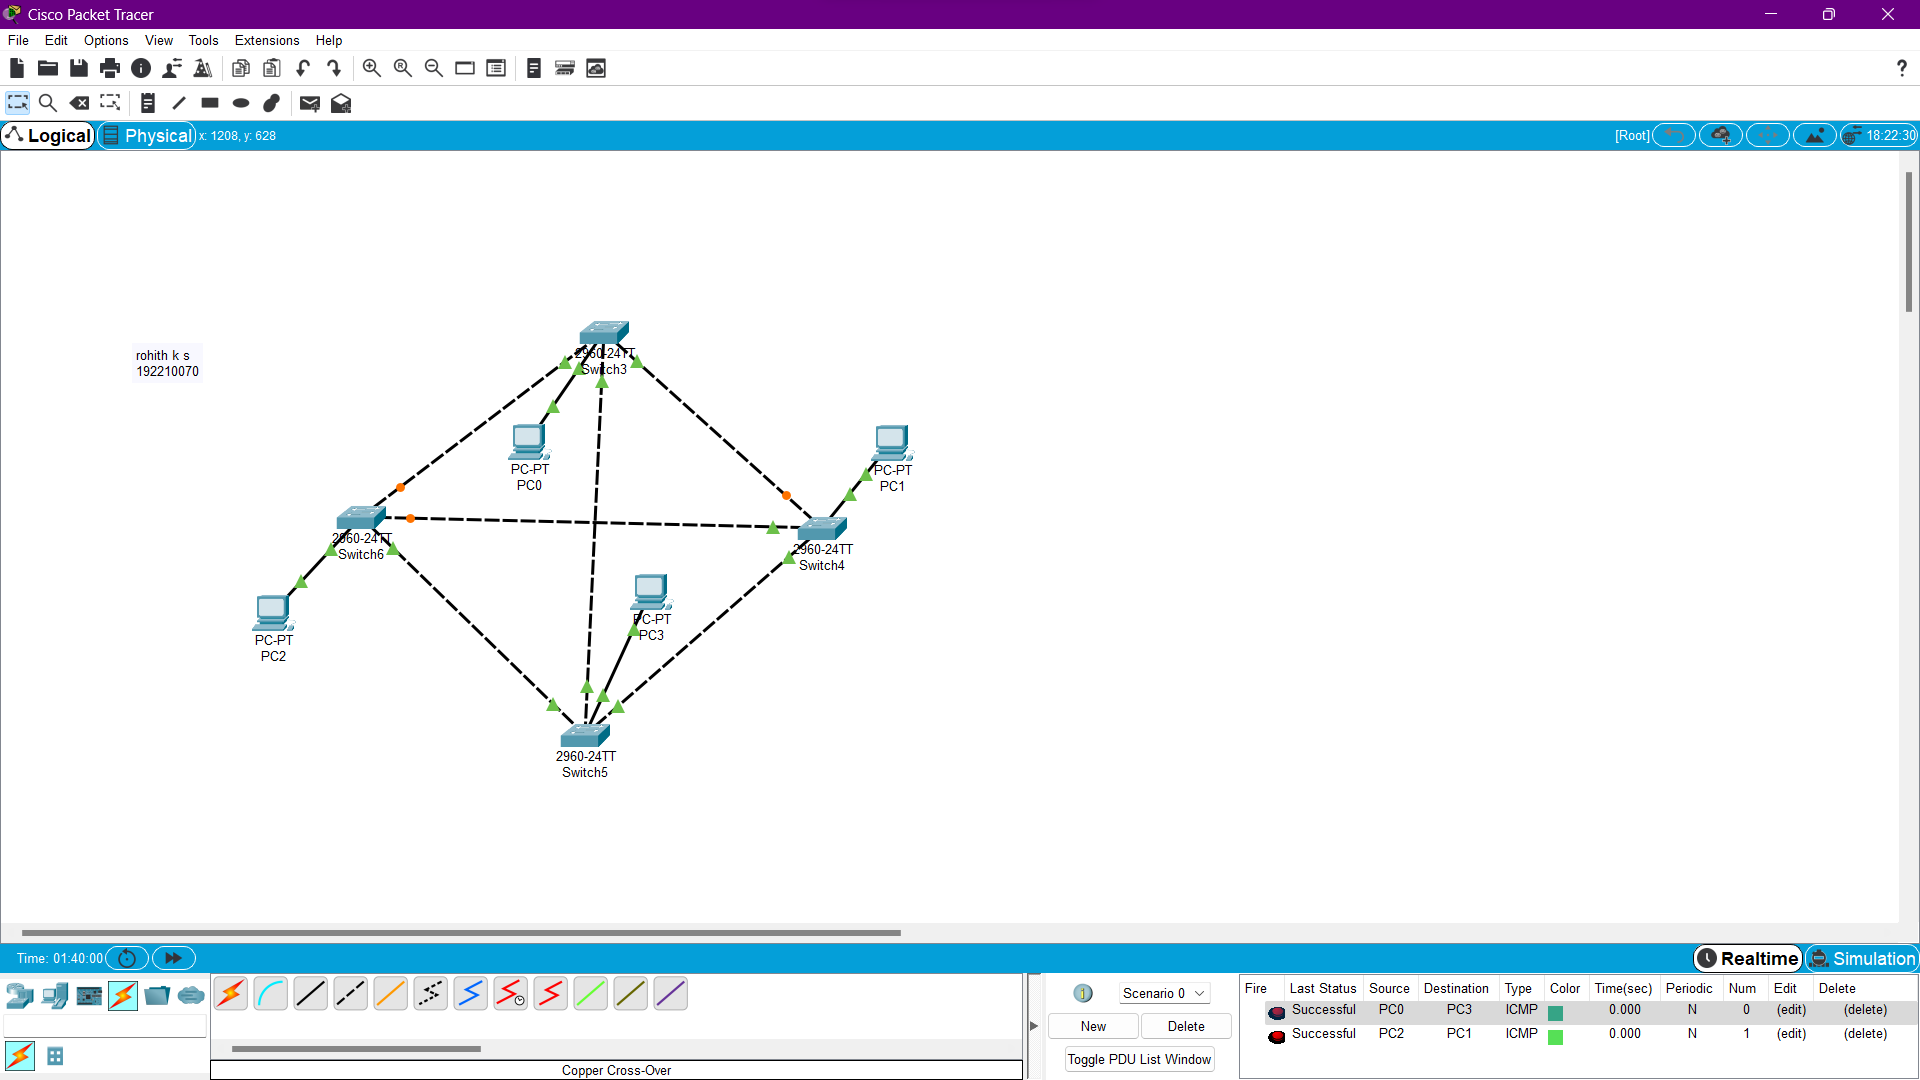 Cisco Packet Tracer
File Edit Options View Tools Extensions Help
Logical Physical x: 1208, y: 628 [Root] 18:22:30
rohith k s
192210070
2960-24TT
Switch3
PC-PT
PC0
PC-PT
PC1
2960-24TT
Switch6
2960-24TT
Switch4
PC-PT
PC3
PC-PT
PC2
2960-24TT
Switch5
Time: 01:40:00 Realtime Simulation
Scenario 0
New Delete
Toggle PDU List Window
Copper Cross-Over
Fire Last Status Source Destination Type Color Time(sec) Periodic Num Edit Delete
Successful PC0 PC3 ICMP 0.000 N 0 (edit) (delete)
Successful PC2 PC1 ICMP 0.000 N 1 (edit) (delete)